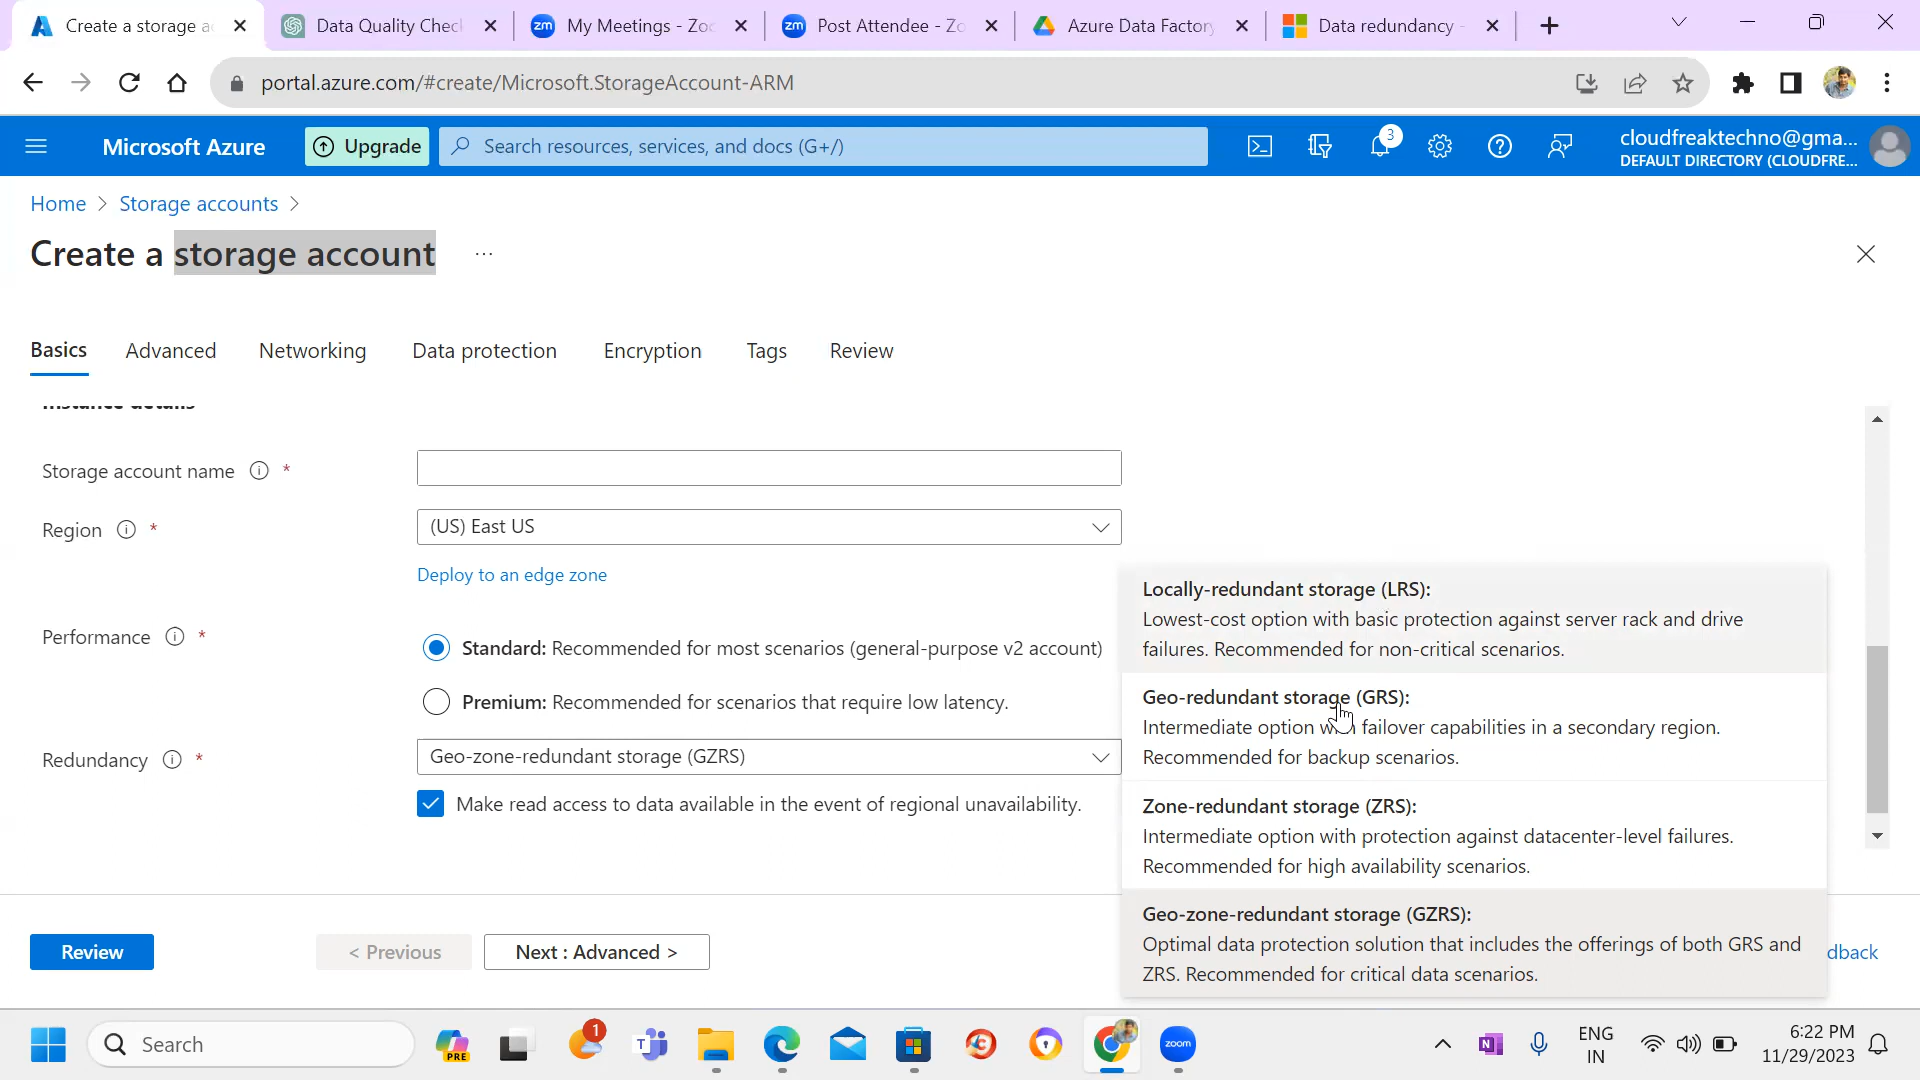 Create a storage a
Data Quality Check
zm My Meetings - Zoo
zm Post Attendee - Zo
Azure Data Factory
Data redundancy -
portal.azure.com/#create/Microsoft.StorageAccount-ARM
Microsoft Azure
Upgrade
Search resources, services, and docs (G+/)
3
cloudfreaktechno@gma...
DEFAULT DIRECTORY (CLOUDFRE...
Home > Storage accounts >
Create a storage account ...
Basics
Advanced
Networking
Data protection
Encryption
Tags
Review
Instance details
Storage account name *
Region *
(US) East US
Deploy to an edge zone
Performance *
Standard: Recommended for most scenarios (general-purpose v2 account)
Premium: Recommended for scenarios that require low latency.
Redundancy *
Geo-zone-redundant storage (GZRS)
Make read access to data available in the event of regional unavailability.
Locally-redundant storage (LRS):
Lowest-cost option with basic protection against server rack and drive
failures. Recommended for non-critical scenarios.
Geo-redundant storage (GRS):
Intermediate option with failover capabilities in a secondary region.
Recommended for backup scenarios.
Zone-redundant storage (ZRS):
Intermediate option with protection against datacenter-level failures.
Recommended for high availability scenarios.
Geo-zone-redundant storage (GZRS):
Optimal data protection solution that includes the offerings of both GRS and
ZRS. Recommended for critical data scenarios.
Review
< Previous
Next : Advanced >
dback
Search
PRE
1
T
zoom
N
ENG
IN
6:22 PM
11/29/2023